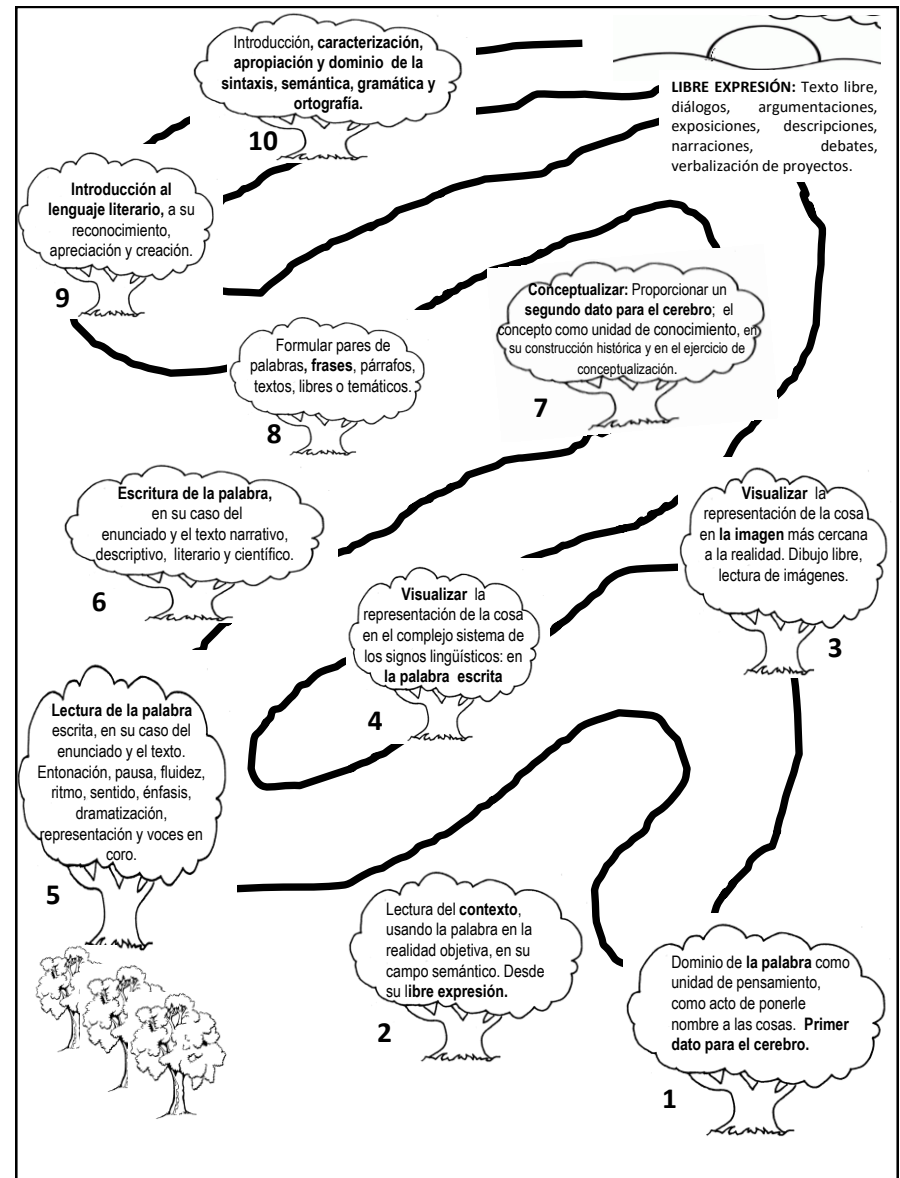 Introducción, caracterización,
apropiación y dominio de la
sintaxis, semántica, gramática y
ortografía.
10
LIBRE EXPRESIÓN: Texto libre,
diálogos, argumentaciones,
exposiciones, descripciones,
narraciones, debates,
verbalización de proyectos.
Introducción al
lenguaje literario, a su
reconocimiento,
apreciación y creación.
9
Conceptualizar: Proporcionar un
segundo dato para el cerebro; el
concepto como unidad de conocimiento, en
su construcción histórica y en el ejercicio de
conceptualización.
7
Formular pares de
palabras, frases, párrafos,
textos, libres o temáticos.
8
Escritura de la palabra,
en su caso del
enunciado y el texto narrativo,
descriptivo, literario y científico.
6
Visualizar la
representación de la cosa
en la imagen más cercana
a la realidad. Dibujo libre,
lectura de imágenes.
3
Visualizar la
representación de la cosa
en el complejo sistema de
los signos lingüísticos: en
la palabra escrita
4
Lectura de la palabra
escrita, en su caso del
enunciado y el texto.
Entonación, pausa, fluidez,
ritmo, sentido, énfasis,
dramatización,
representación y voces en
coro.
5
Lectura del contexto,
usando la palabra en la
realidad objetiva, en su
campo semántico. Desde
su libre expresión.
2
Dominio de la palabra como
unidad de pensamiento,
como acto de ponerle
nombre a las cosas. Primer
dato para el cerebro.
1